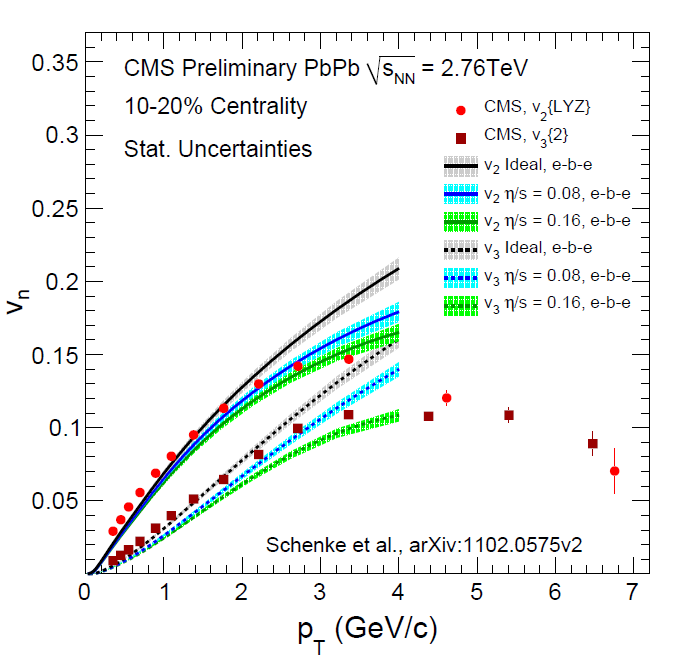 CMS Preliminary PbPb √sNN = 2.76TeV
10-20% Centrality
Stat. Uncertainties
CMS, v2{LYZ}
CMS, v3{2}
v2 Ideal, e-b-e
v2 η/s = 0.08, e-b-e
v2 η/s = 0.16, e-b-e
v3 Ideal, e-b-e
v3 η/s = 0.08, e-b-e
v3 η/s = 0.16, e-b-e
vn
0.35
0.3
0.25
0.2
0.15
0.1
0.05
Schenke et al., arXiv:1102.0575v2
0 1 2 3 4 5 6 7
pT (GeV/c)